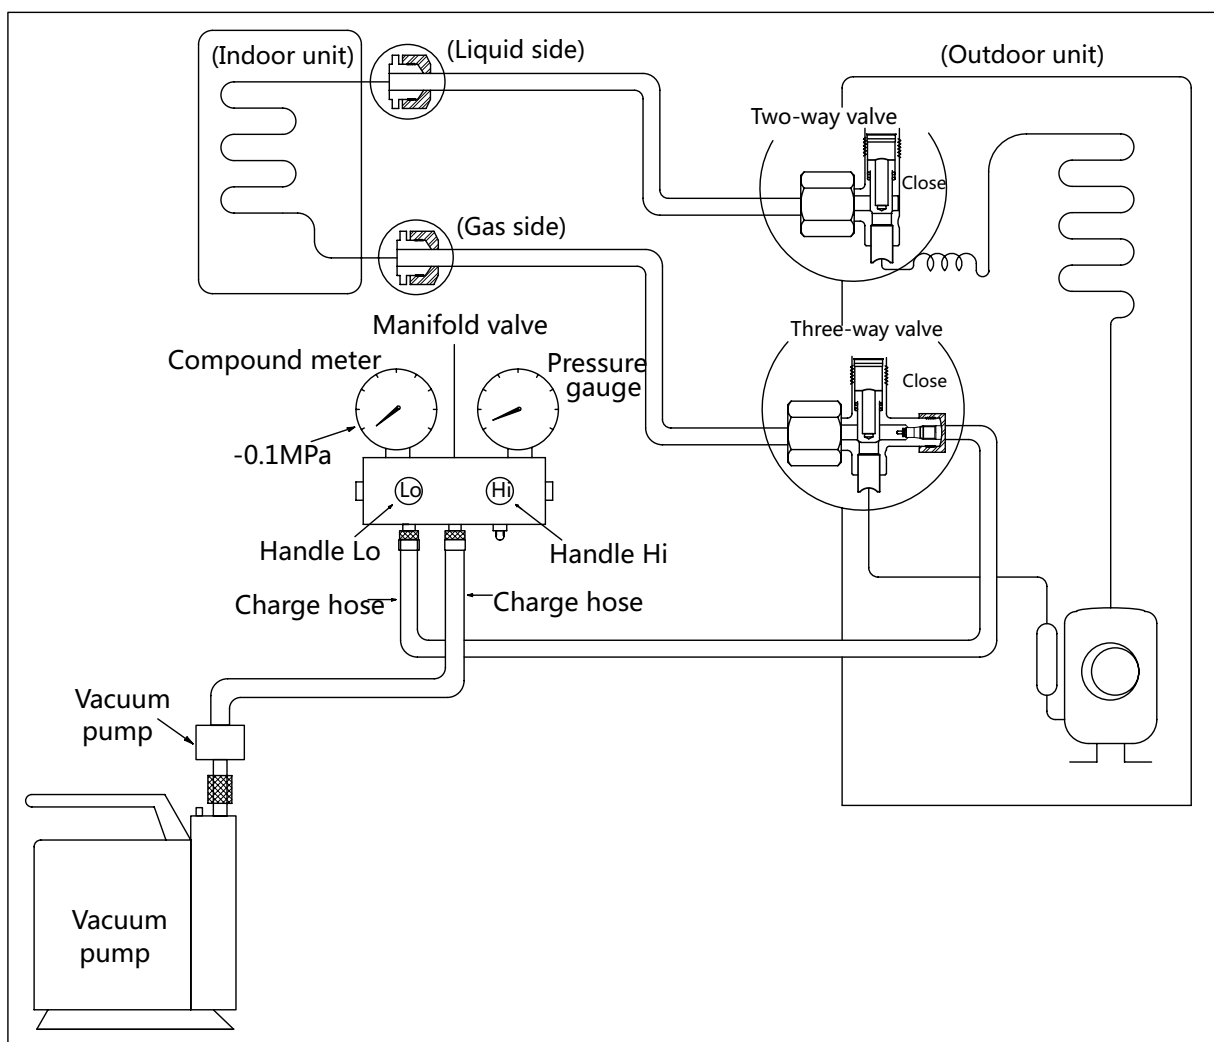 (Indoor unit)
(Liquid side)
(Outdoor unit)
Two-way valve
Close
(Gas side)
Manifold valve
Three-way valve
Compound meter
Pressure
gauge
Close
-0.1MPa
Lo
Hi
Handle Lo
Handle Hi
Charge hose
Charge hose
Vacuum
pump
Vacuum
pump